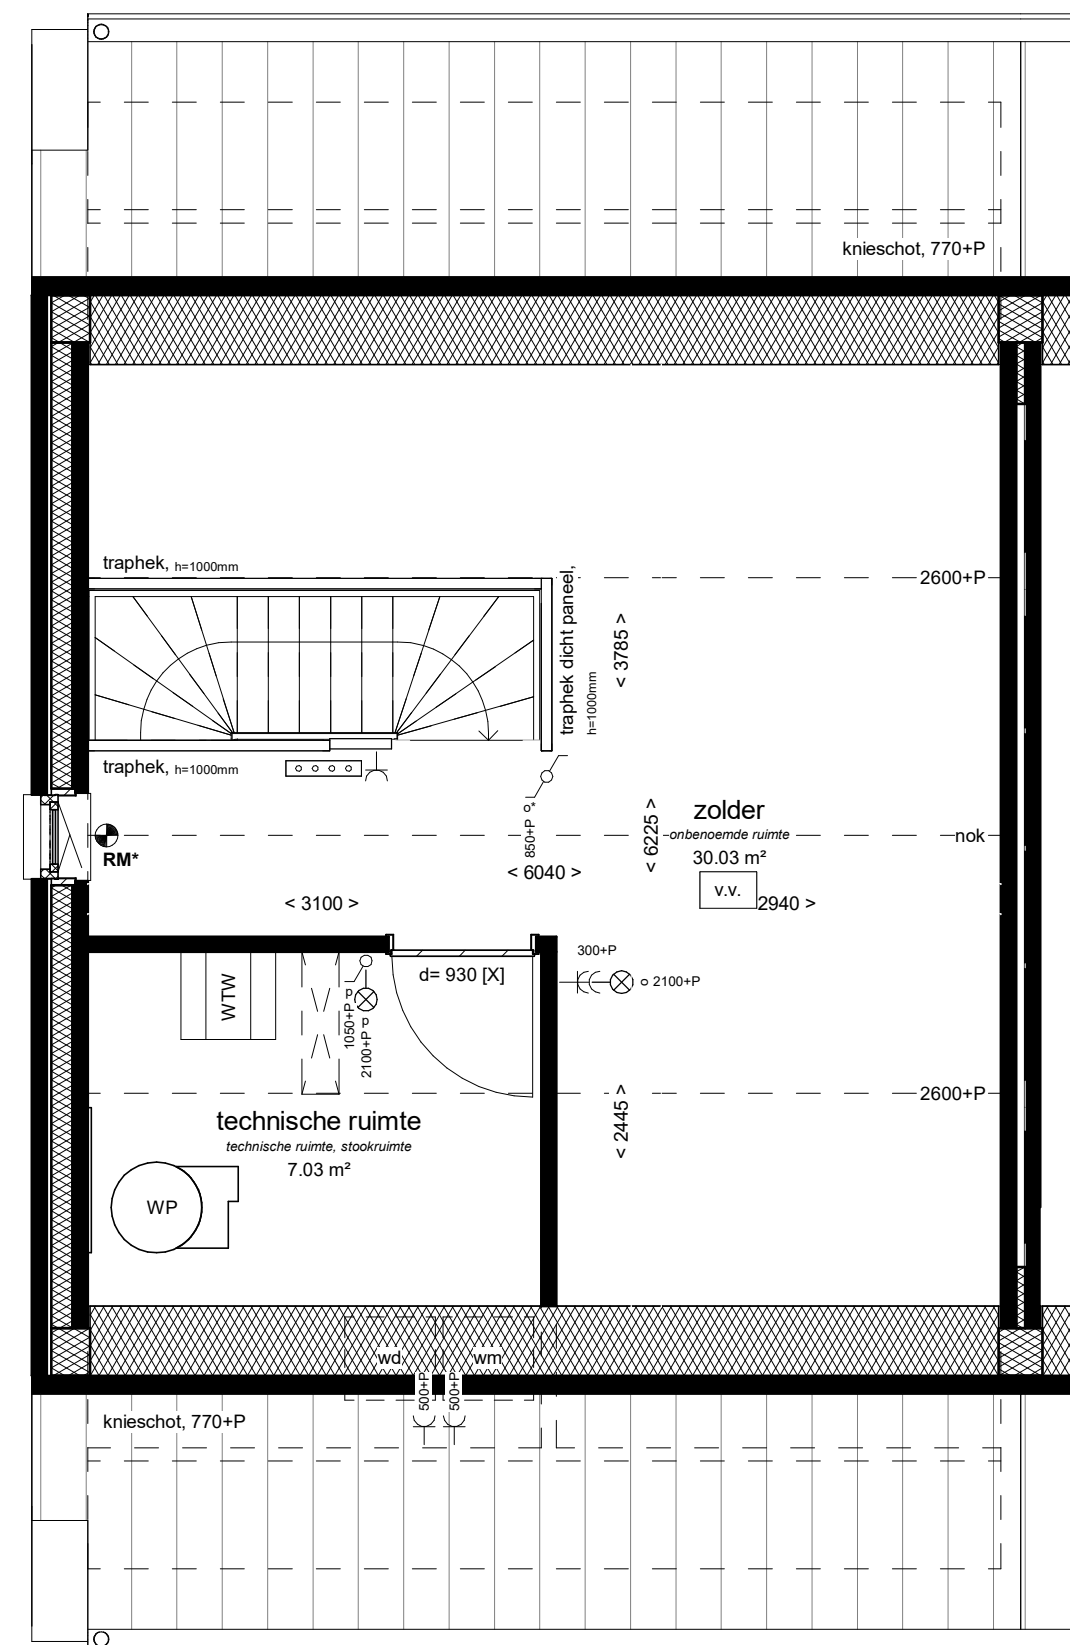 knieschot, 770+P
traphek, h=1000mm
traphek dicht paneel,
h=1000mm
2600+P
< 3785 >
traphek, h=1000mm
850+P o*
RM*
zolder
onbenoemde ruimte
30.03 m²
< 6225 >
nok
< 6040 >
v.v.
< 3100 >
2940 >
300+P
d= 930 [X]
o 2100+P
WTW
1050+P p
2100+P p
2600+P
< 2445 >
technische ruimte
technische ruimte, stookruimte
7.03 m²
WP
wd
wm
500+P
500+P
knieschot, 770+P